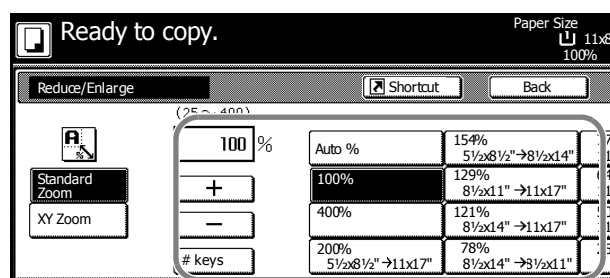 Ready to copy.
Paper Size
11x8
100%
Reduce/Enlarge
Shortcut
Back
(25～400)
100 %
Standard
Zoom
XY Zoom
+
－
# keys
Auto %
100%
400%
200%
5½x8½"→11x17"
154%
5½x8½"→8½x14"
129%
8½x11"→11x17"
121%
8½x14"→11x17"
78%
8½x14"→8½x11"